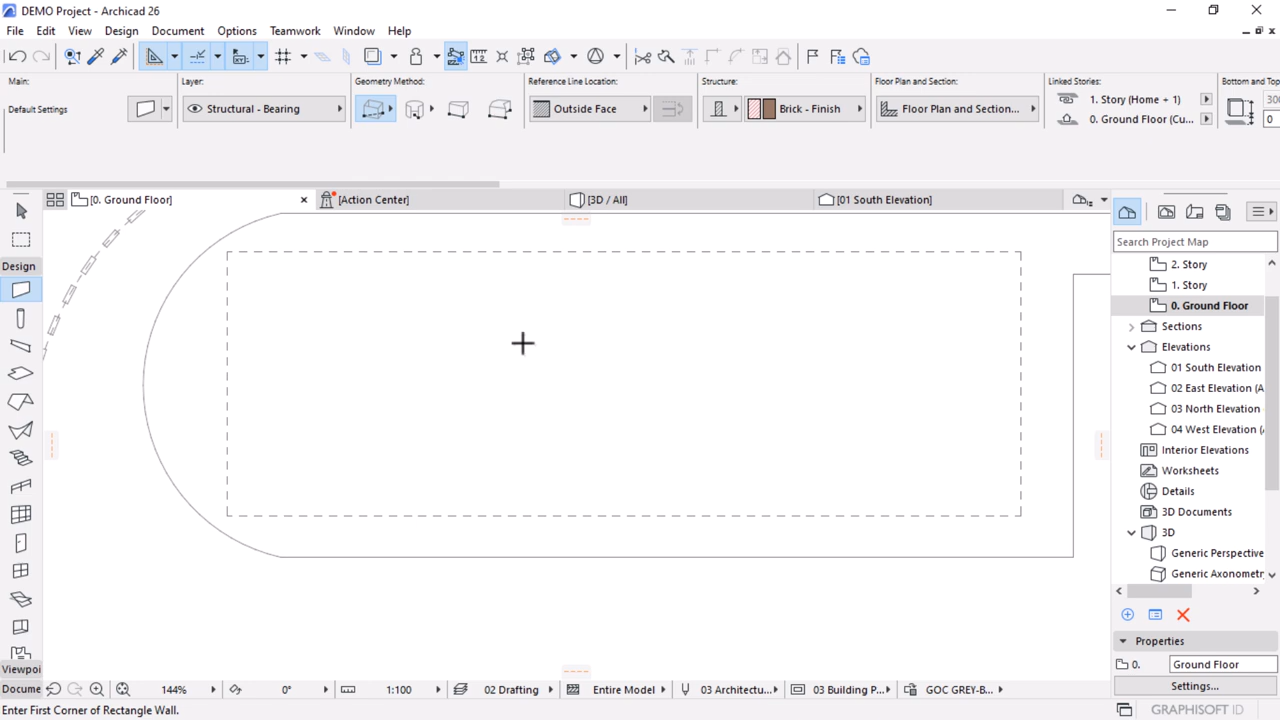 DEMO Project - Archicad 26
File Edit View Design Document Options Teamwork Window Help
Main: Layer: Geometry Method: Reference Line Location: Structure: Floor Plan and Section: Linked Stories: Bottom and To
Default Settings Structural - Bearing Outside Face Brick - Finish Floor Plan and Section... 1. Story (Home + 1)
0. Ground Floor (Cu...
0
[0. Ground Floor] [Action Center] [3D / All] [01 South Elevation]
Search Project Map
Design
2. Story
1. Story
0. Ground Floor
Sections
Elevations
01 South Elevation
02 East Elevation (A
03 North Elevation
04 West Elevation (
Interior Elevations
Worksheets
Details
3D Documents
3D
Generic Perspective
Generic Axonometr
Properties
0. Ground Floor
Settings...
Viewpoi
Docume 144% 0° 1:100 02 Drafting Entire Model 03 Architectu... 03 Building P... GOC GREY-B...
Enter First Corner of Rectangle Wall.
GRAPHISOFT ID